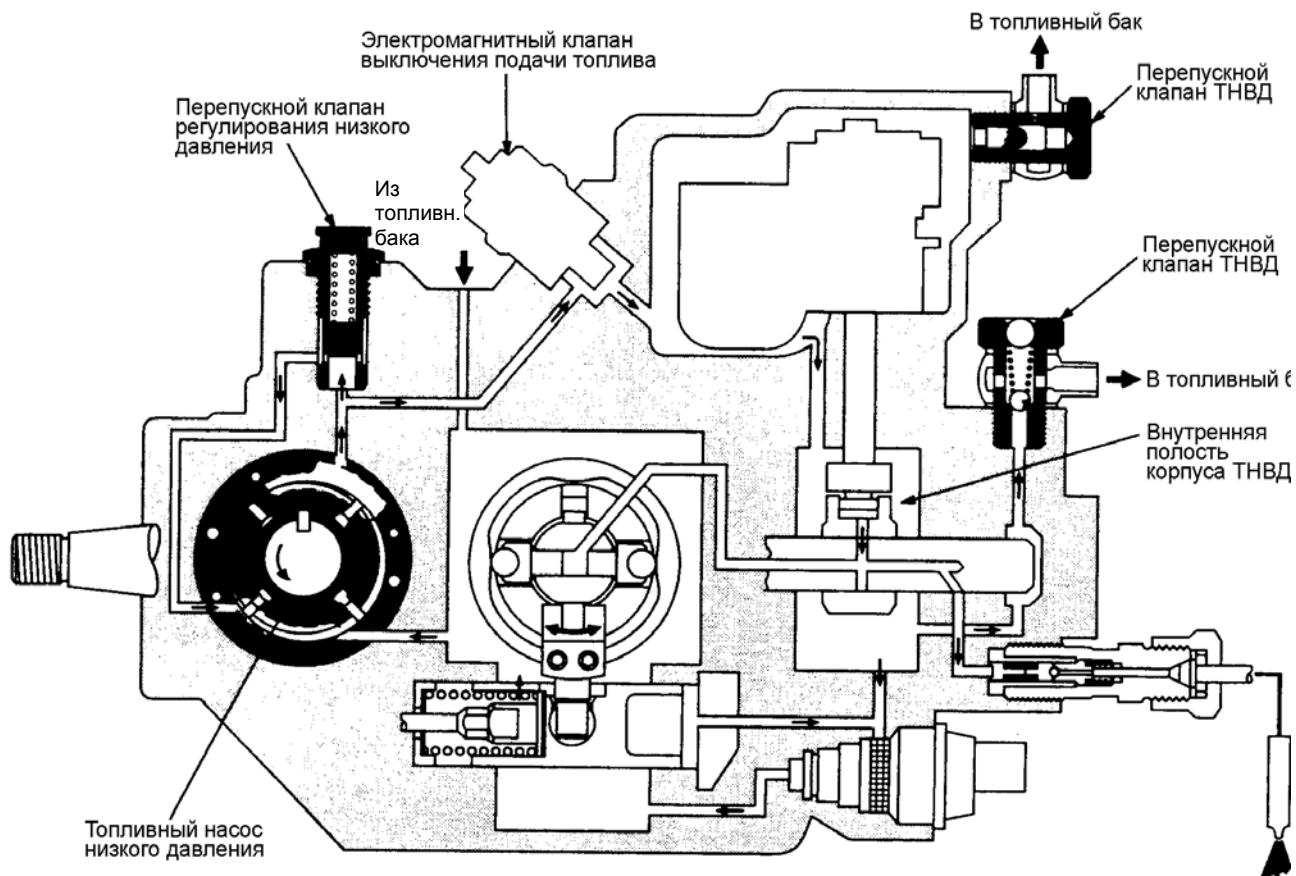 В топливный бак
Электромагнитный клапан
выключения подачи топлива
Перепускной
клапан ТНВД
Перепускной клапан
регулирования низкого
давления
Из
топливн.
бака
Перепускной
клапан ТНВД
В топливный б
Внутренняя
полость
корпуса ТНВД
Топливный насос
низкого давления